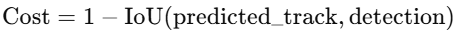 Cost = 1 − IoU(predicted_track, detection)